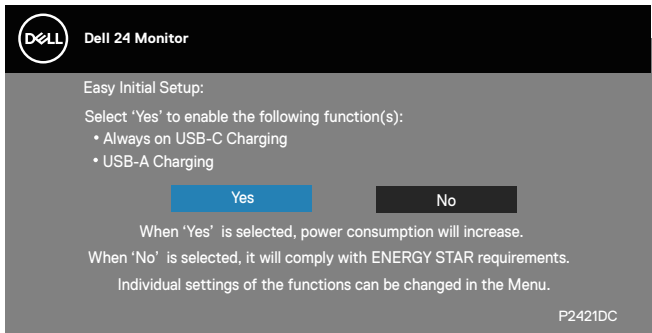 DELL
Dell 24 Monitor
Easy Initial Setup:
Select ‘Yes’ to enable the following function(s):
• Always on USB-C Charging
• USB-A Charging
Yes
No
When ‘Yes’ is selected, power consumption will increase.
When ‘No’ is selected, it will comply with ENERGY STAR requirements.
Individual settings of the functions can be changed in the Menu.
P2421DC